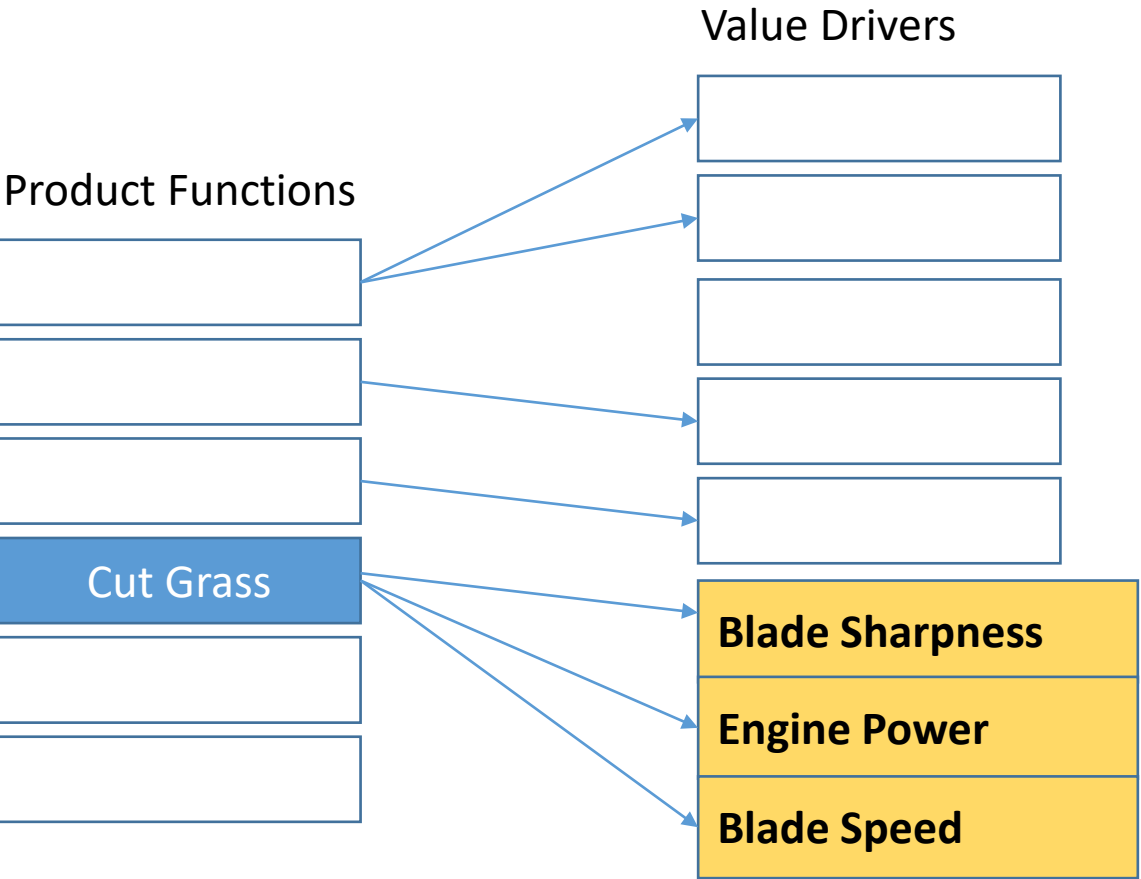 Value Drivers
Product Functions
Cut Grass
Blade Sharpness
Engine Power
Blade Speed